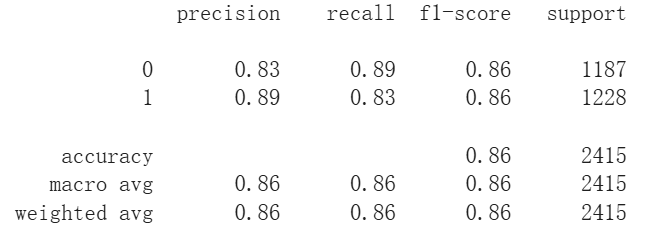 precision recall f1-score support
0 0.83 0.89 0.86 1187
1 0.89 0.83 0.86 1228
accuracy 0.86 2415
macro avg 0.86 0.86 0.86 2415
weighted avg 0.86 0.86 0.86 2415